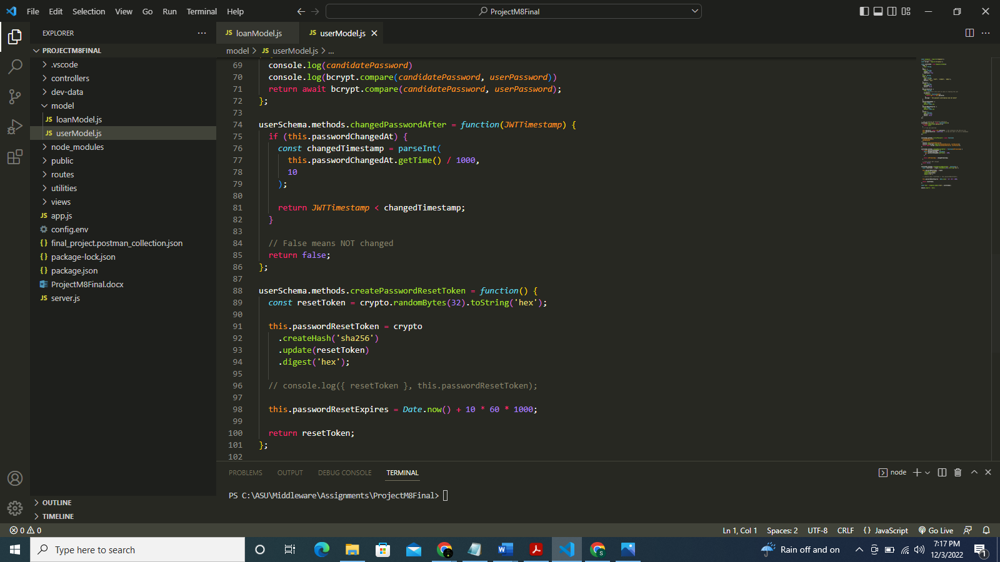 File Edit Selection View Go Run Terminal Help
ProjectM8Final
EXPLORER
PROJECTM8FINAL
.vscode
controllers
dev-data
model
JS loanModel.js
JS userModel.js
node_modules
public
routes
utilities
views
JS app.js
config.env
{} final_project.postman_collection.json
{} package-lock.json
{} package.json
ProjectM8Final.docx
JS server.js
OUTLINE
TIMELINE
JS loanModel.js
JS userModel.js
model > JS userModel.js > ...
69 console.log(candidatePassword)
70 console.log(bcrypt.compare(candidatePassword, userPassword))
71 return await bcrypt.compare(candidatePassword, userPassword);
72 };
73
74 userSchema.methods.changedPasswordAfter = function(JWTTimestamp) {
75 if (this.passwordChangedAt) {
76 const changedTimestamp = parseInt(
77 this.passwordChangedAt.getTime() / 1000,
78 10
79 );
80
81 return JWTTimestamp < changedTimestamp;
82 }
83
84 // False means NOT changed
85 return false;
86 };
87
88 userSchema.methods.createPasswordResetToken = function() {
89 const resetToken = crypto.randomBytes(32).toString('hex');
90
91 this.passwordResetToken = crypto
92 .createHash('sha256')
93 .update(resetToken)
94 .digest('hex');
95
96 // console.log({ resetToken }, this.passwordResetToken);
97
98 this.passwordResetExpires = Date.now() + 10 * 60 * 1000;
99
100 return resetToken;
101 };
102
PROBLEMS OUTPUT DEBUG CONSOLE TERMINAL
node
PS C:\ASU\Middleware\Assignments\ProjectM8Final>
0 0
Ln 1, Col 1 Spaces: 2 UTF-8 CRLF {} JavaScript Go Live
Type here to search
Rain off and on
7:17 PM
12/3/2022
1